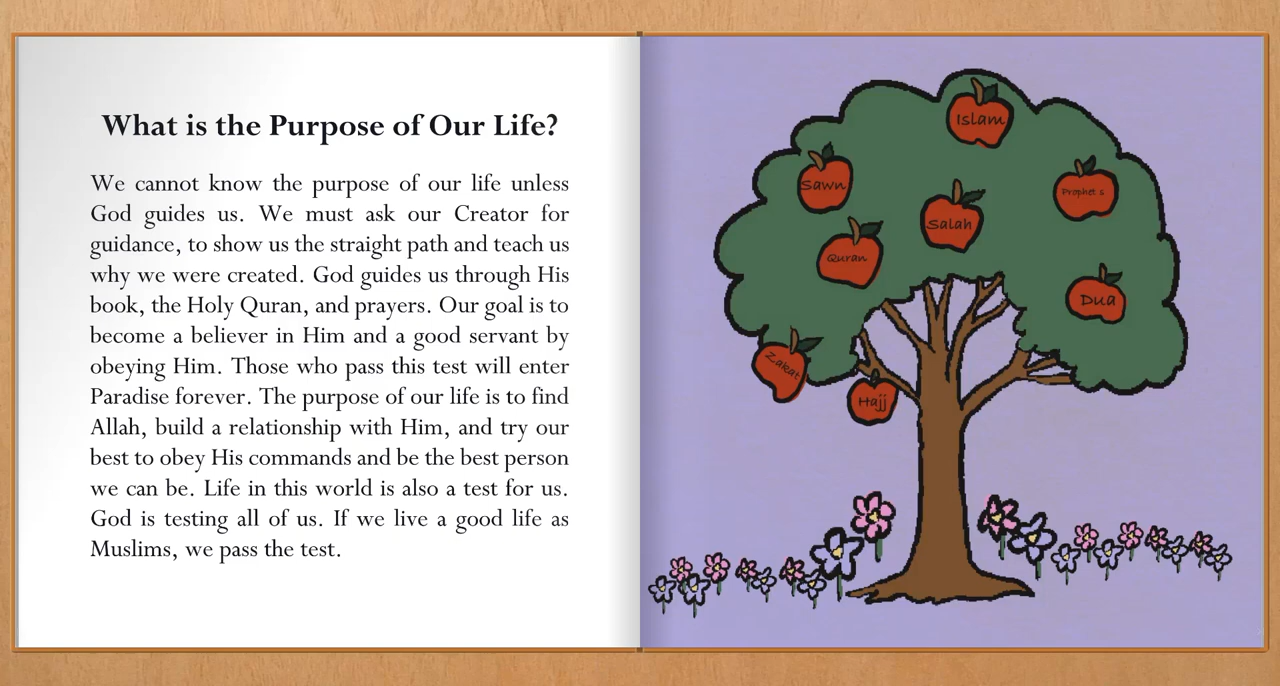 What is the Purpose of Our Life?
We cannot know the purpose of our life unless
God guides us. We must ask our Creator for
guidance, to show us the straight path and teach us
why we were created. God guides us through His
book, the Holy Quran, and prayers. Our goal is to
become a believer in Him and a good servant by
obeying Him. Those who pass this test will enter
Paradise forever. The purpose of our life is to find
Allah, build a relationship with Him, and try our
best to obey His commands and be the best person
we can be. Life in this world is also a test for us.
God is testing all of us. If we live a good life as
Muslims, we pass the test.
Islam
Sawn
Prophet s
Salah
Quran
Dua
Zakat
Hajj